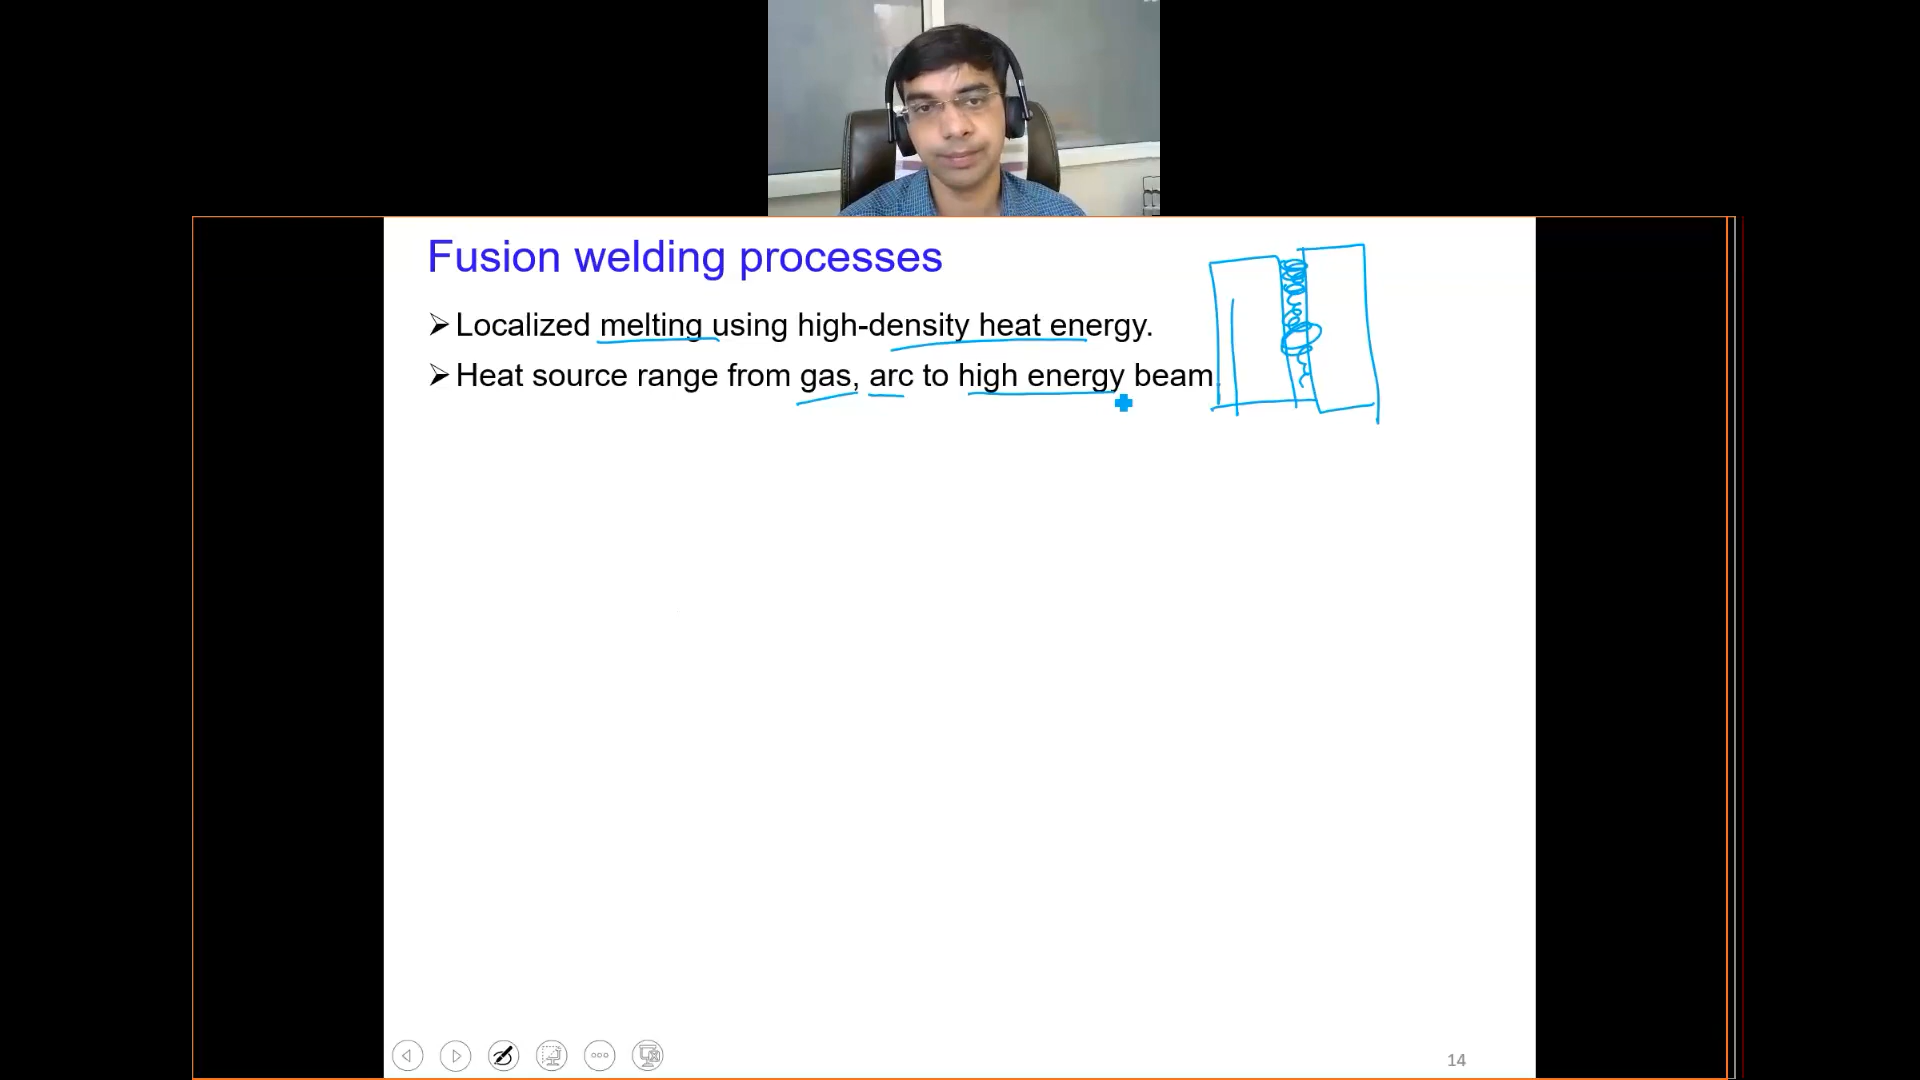 Fusion welding processes
➢Localized melting using high-density heat energy.
➢Heat source range from gas, arc to high energy beam.
14